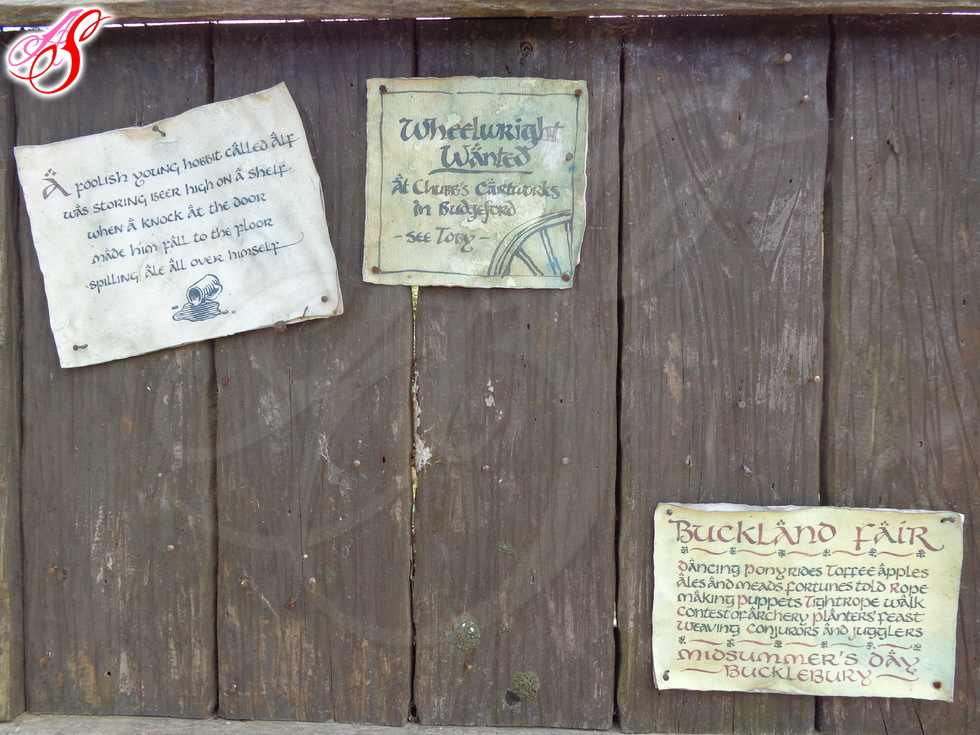 AS
A foolish young hobbit called Alf
was storing beer high on a shelf
when a knock at the door
made him fall to the floor
spilling ale all over himself
Wheelwright
Wanted
At Chubb's Cartworks
in Budgeford
- see Toby -
Buckland Fair
Dancing Pony rides Toffee apples
Ales and meads Fortunes told Rope
making Puppets Tightrope walk
Contest of archery Planters' feast
Weaving Conjurors and Jugglers
Midsummer's Day
Bucklebury